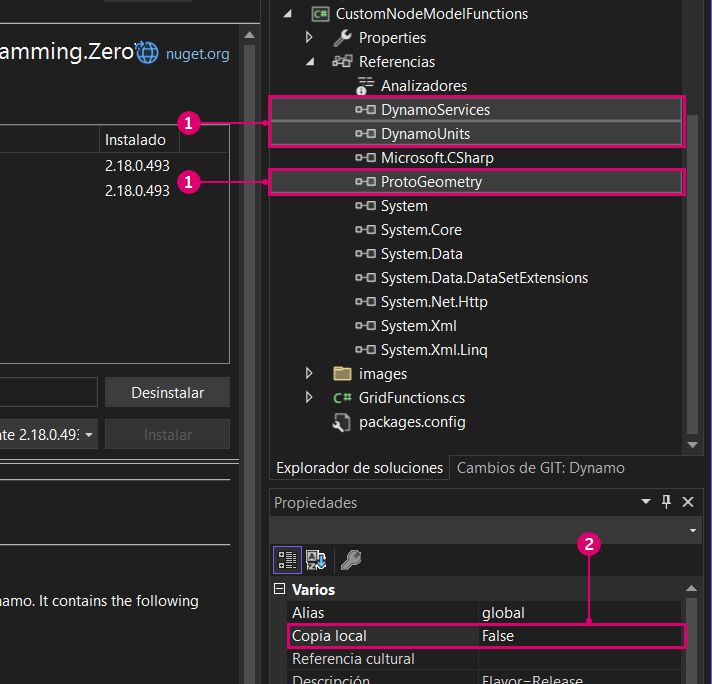 amming.Zero
nuget.org
Instalado
2.18.0.493
2.18.0.493
Desinstalar
nte 2.18.0.493
Instalar
namo. It contains the following
CustomNodeModelFunctions
Properties
Referencias
Analizadores
1
DynamoServices
DynamoUnits
Microsoft.CSharp
1
ProtoGeometry
System
System.Core
System.Data
System.Data.DataSetExtensions
System.Net.Http
System.Xml
System.Xml.Linq
images
C# GridFunctions.cs
packages.config
Explorador de soluciones
Cambios de GIT: Dynamo
Propiedades
2
Varios
Alias global
Copia local False
Referencia cultural
Descripción Flavor=Release